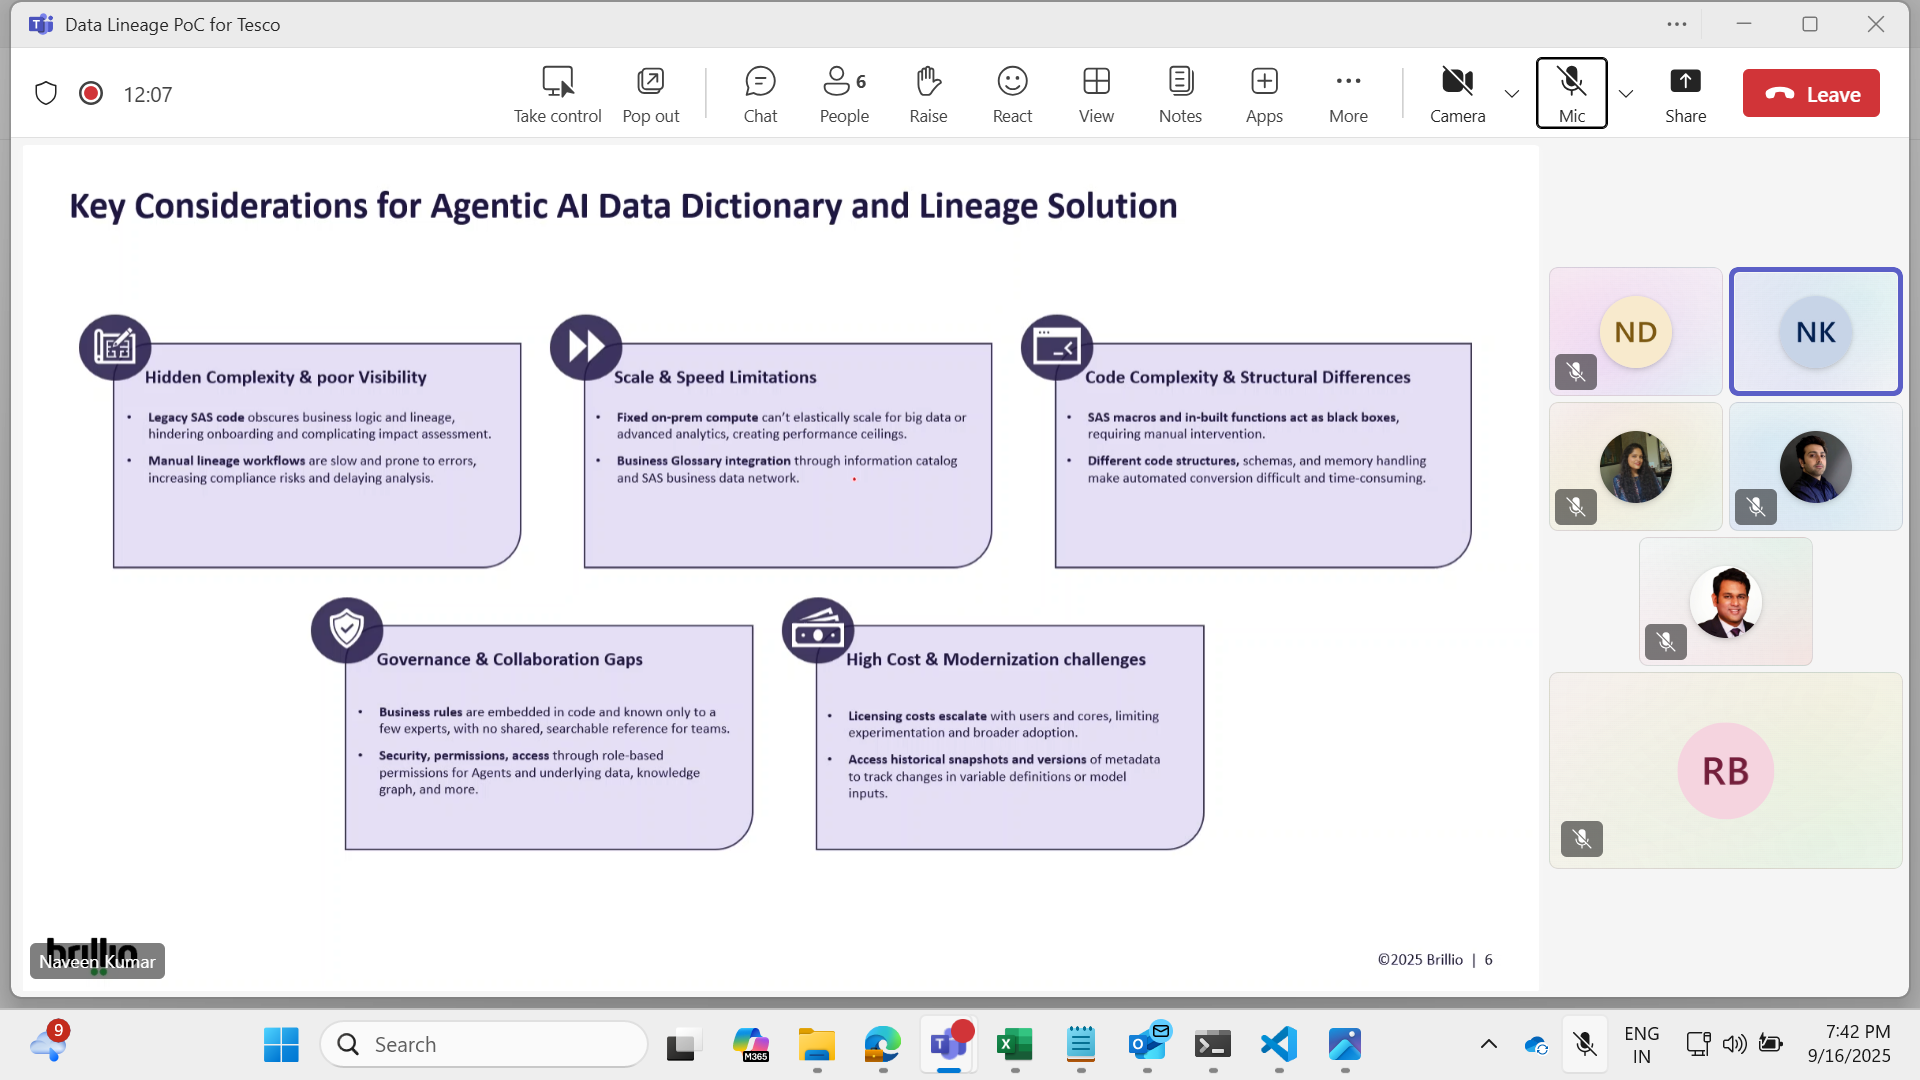 Data Lineage PoC for Tesco
12:07
Take control
Pop out
Chat
6
People
Raise
React
View
Notes
Apps
More
Camera
Mic
Share
Leave
Key Considerations for Agentic AI Data Dictionary and Lineage Solution
Hidden Complexity & poor Visibility
• Legacy SAS code obscures business logic and lineage,
hindering onboarding and complicating impact assessment.
• Manual lineage workflows are slow and prone to errors,
increasing compliance risks and delaying analysis.
Scale & Speed Limitations
• Fixed on-prem compute can't elastically scale for big data or
advanced analytics, creating performance ceilings.
• Business Glossary integration through information catalog
and SAS business data network.
Code Complexity & Structural Differences
• SAS macros and in-built functions act as black boxes,
requiring manual intervention.
• Different code structures, schemas, and memory handling
make automated conversion difficult and time-consuming.
Governance & Collaboration Gaps
• Business rules are embedded in code and known only to a
few experts, with no shared, searchable reference for teams.
• Security, permissions, access through role-based
permissions for Agents and underlying data, knowledge
graph, and more.
High Cost & Modernization challenges
• Licensing costs escalate with users and cores, limiting
experimentation and broader adoption.
• Access historical snapshots and versions of metadata
to track changes in variable definitions or model
inputs.
brillio
Naveen Kumar
©2025 Brillio | 6
ND
NK
RB
9
Search
M365
ENG
IN
7:42 PM
9/16/2025